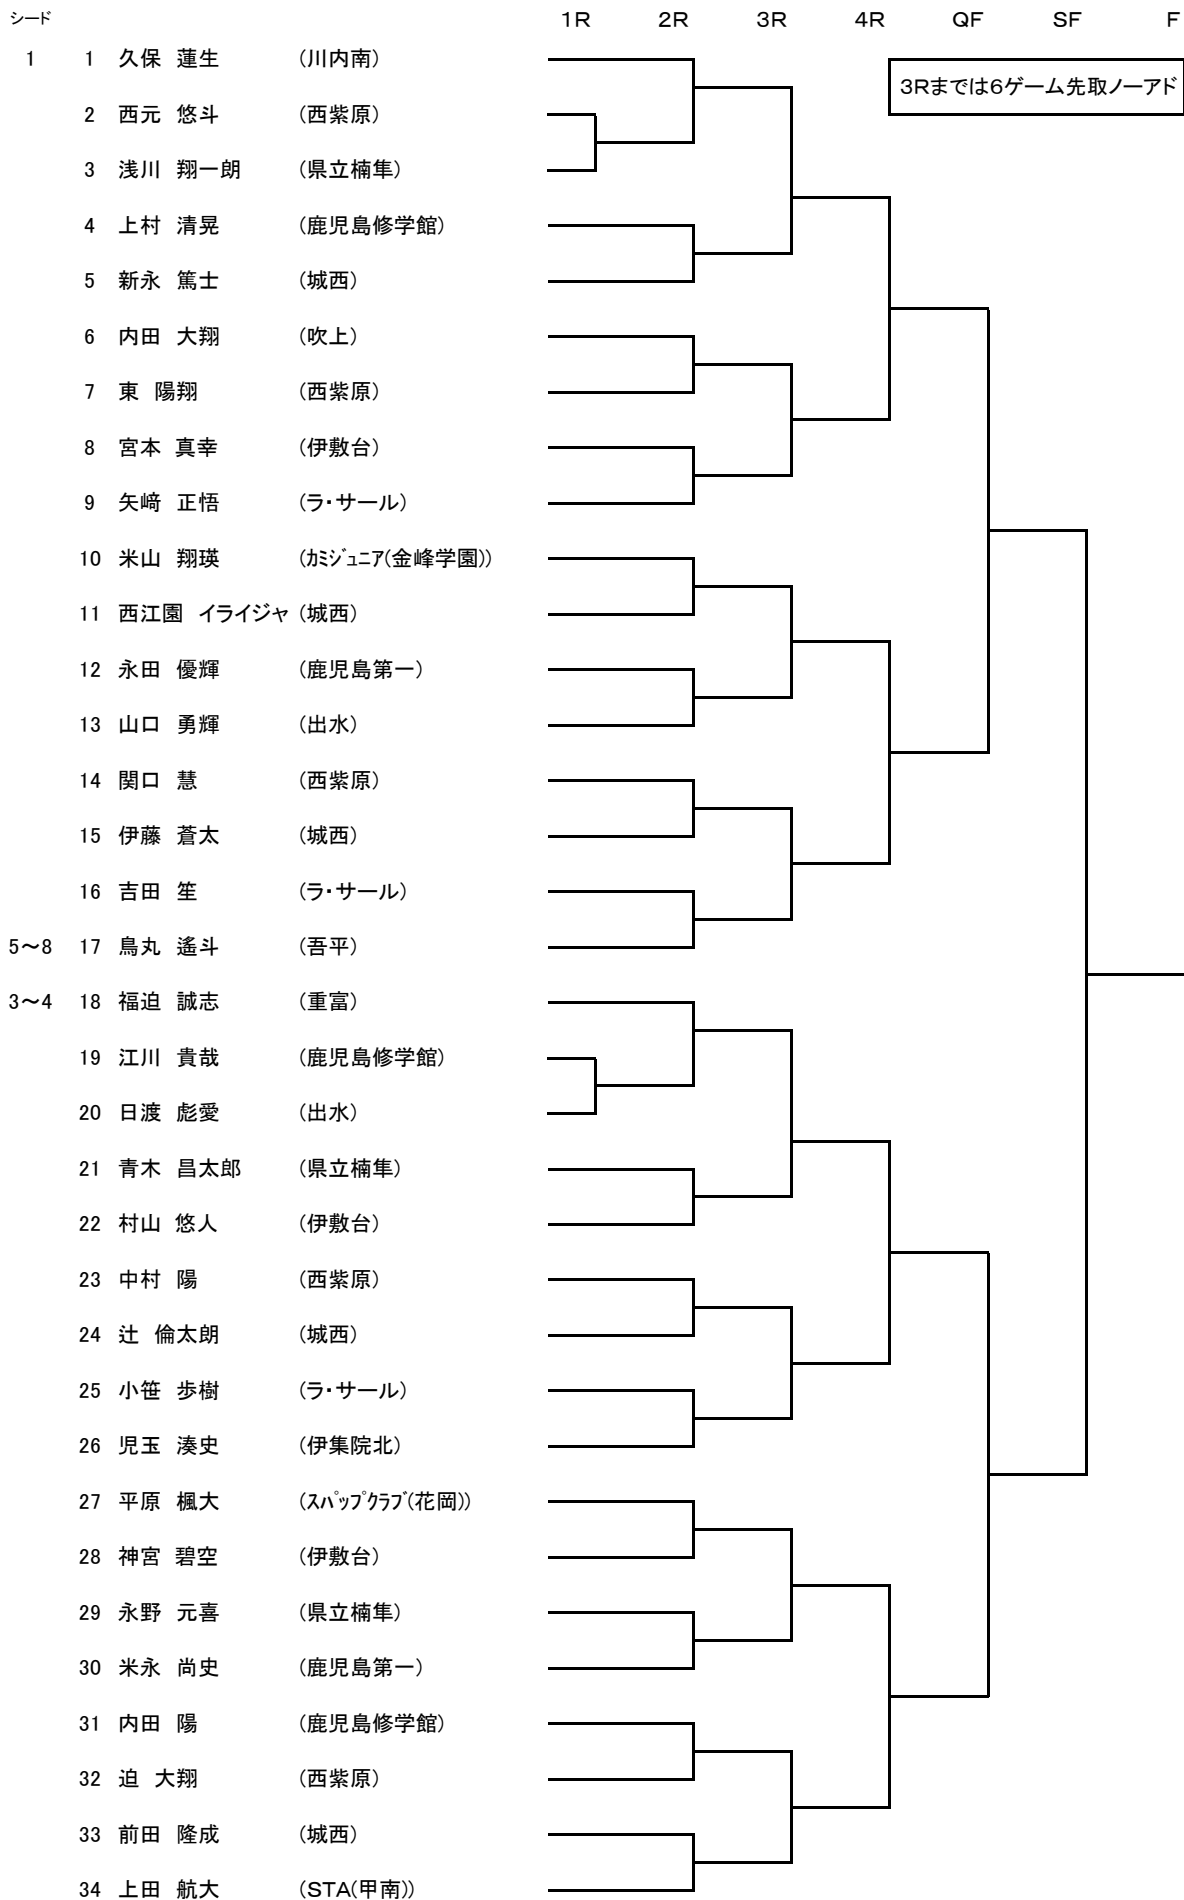 シード 1R 2R 3R 4R QF SF F
1 1 久保 蓮生 (川内南)
3Rまでは6ゲーム先取ノーアド
2 西元 悠斗 (西紫原)
3 浅川 翔一朗 (県立楠隼)
4 上村 清晃 (鹿児島修学館)
5 新永 篤士 (城西)
6 内田 大翔 (吹上)
7 東 陽翔 (西紫原)
8 宮本 真幸 (伊敷台)
9 矢﨑 正悟 (ラ・サール)
10 米山 翔瑛 (ｶﾐｼﾞｭﾆｱ(金峰学園))
11 西江園 イライジャ (城西)
12 永田 優輝 (鹿児島第一)
13 山口 勇輝 (出水)
14 関口 慧 (西紫原)
15 伊藤 蒼太 (城西)
16 吉田 笙 (ラ・サール)
5～8 17 鳥丸 遙斗 (吾平)
3～4 18 福迫 誠志 (重富)
19 江川 貴哉 (鹿児島修学館)
20 日渡 彪愛 (出水)
21 青木 昌太郎 (県立楠隼)
22 村山 悠人 (伊敷台)
23 中村 陽 (西紫原)
24 辻 倫太朗 (城西)
25 小笹 歩樹 (ラ・サール)
26 児玉 湊史 (伊集院北)
27 平原 楓大 (ｽﾊﾟｯﾌﾟｸﾗﾌﾞ(花岡))
28 神宮 碧空 (伊敷台)
29 永野 元喜 (県立楠隼)
30 米永 尚史 (鹿児島第一)
31 内田 陽 (鹿児島修学館)
32 迫 大翔 (西紫原)
33 前田 隆成 (城西)
34 上田 航大 (STA(甲南))